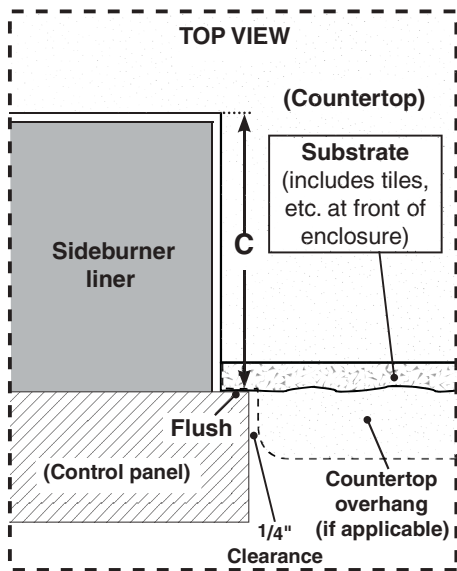 TOP VIEW
(Countertop)
Substrate
(includes tiles,
etc. at front of
enclosure)
C
Sideburner
liner
Flush
(Control panel)
Countertop
overhang
(if applicable)
1/4"
Clearance